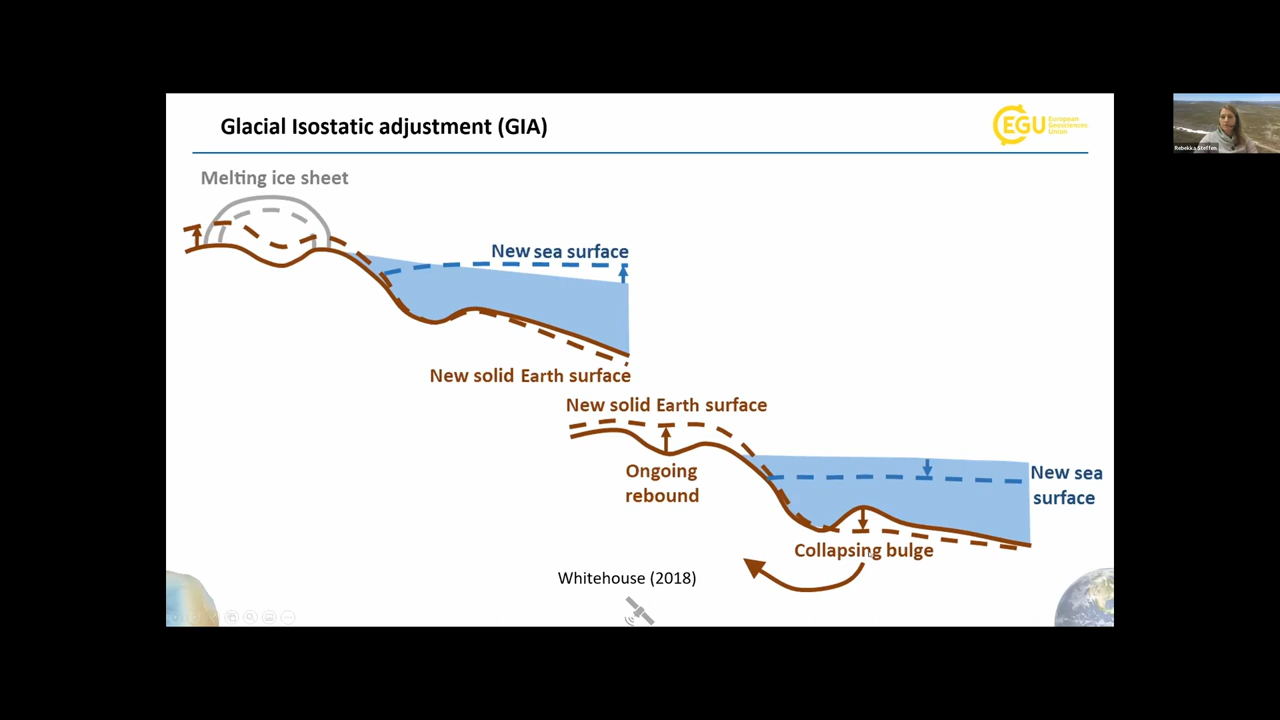 Glacial Isostatic adjustment (GIA)
EGU
European
Geosciences
Union
Rebekka Steffen
Melting ice sheet
New sea surface
New solid Earth surface
New solid Earth surface
Ongoing
rebound
New sea
surface
Collapsing bulge
Whitehouse (2018)